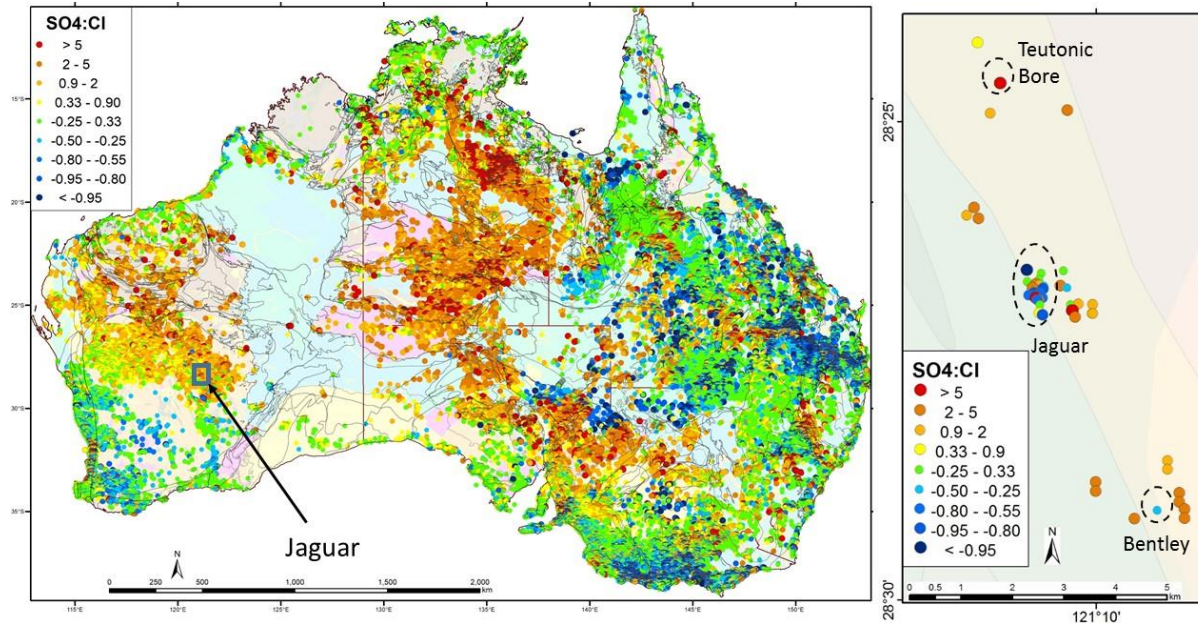 SO4:Cl
> 5
2 - 5
0.9 - 2
0.33 - 0.90
-0.25 - 0.33
-0.50 - -0.25
-0.80 - -0.55
-0.95 - -0.80
< -0.95
15°S
20°S
25°S
30°S
35°S
Jaguar
N
0 250 500 1,000 1,500 2,000
km
115°E 120°E 125°E 130°E 135°E 140°E 145°E 150°E
Teutonic
Bore
28°25'
Jaguar
SO4:Cl
> 5
2 - 5
0.9 - 2
0.33 - 0.9
-0.25 - 0.33
-0.50 - -0.25
-0.80 - -0.55
-0.95 - -0.80
< -0.95
Bentley
N
0 0.5 1 2 3 4 5
km
28°30'
121°10'